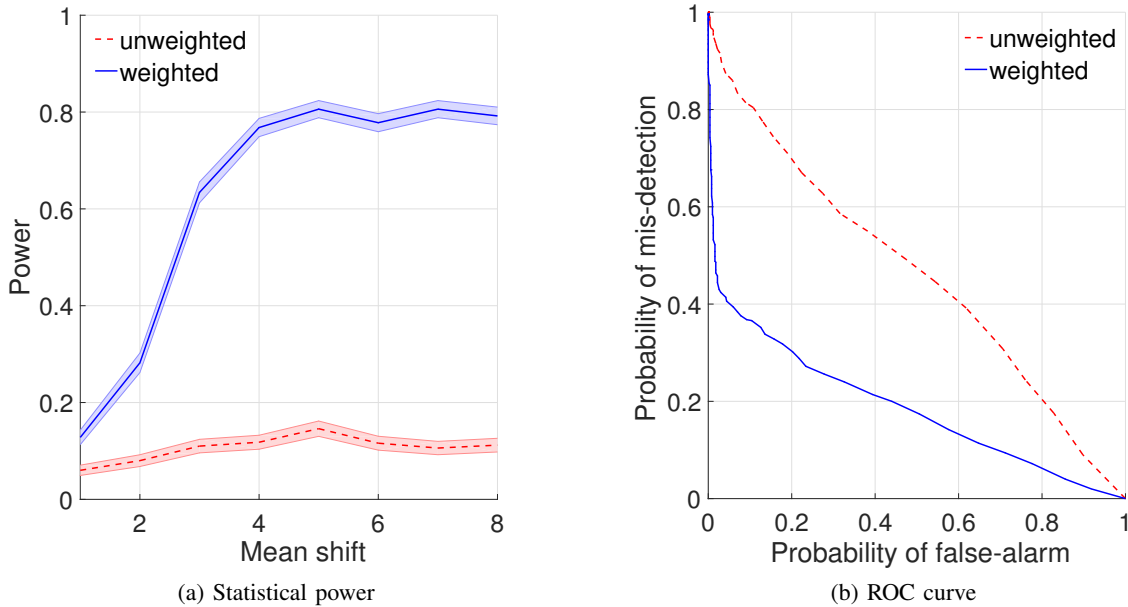 1
0.8
0.6
0.4
0.2
0
2
4
6
8
Power
Mean shift
unweighted
weighted
(a) Statistical power
1
0.8
0.6
0.4
0.2
0
0
0.2
0.4
0.6
0.8
1
Probability of mis-detection
Probability of false-alarm
unweighted
weighted
(b) ROC curve